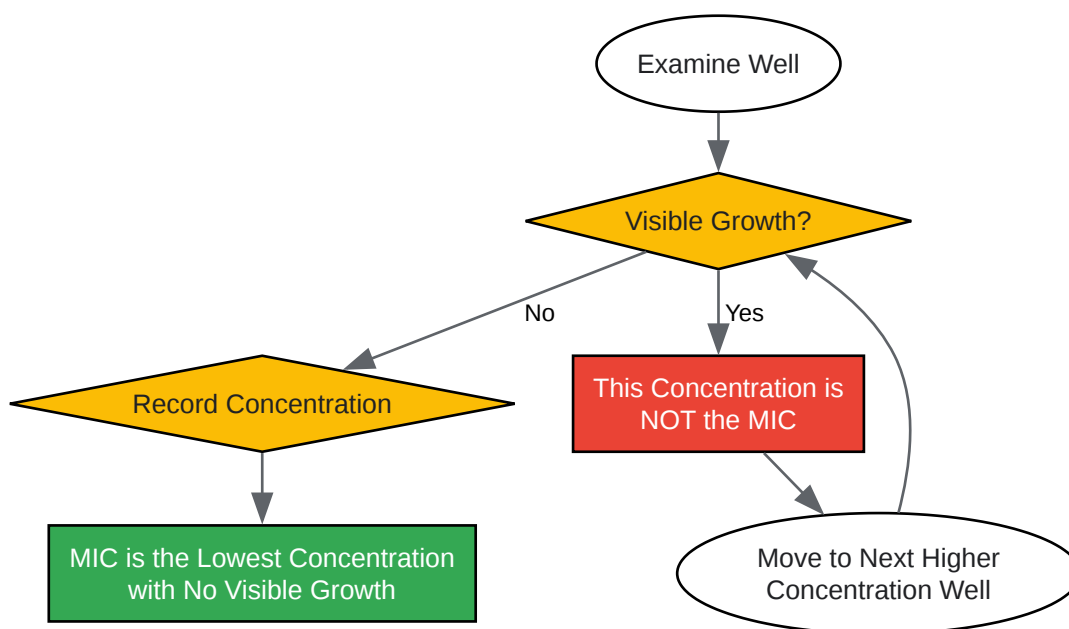 Examine Well
Visible Growth?
No
Yes
Record Concentration
This Concentration is
NOT the MIC
MIC is the Lowest Concentration
with No Visible Growth
Move to Next Higher
Concentration Well